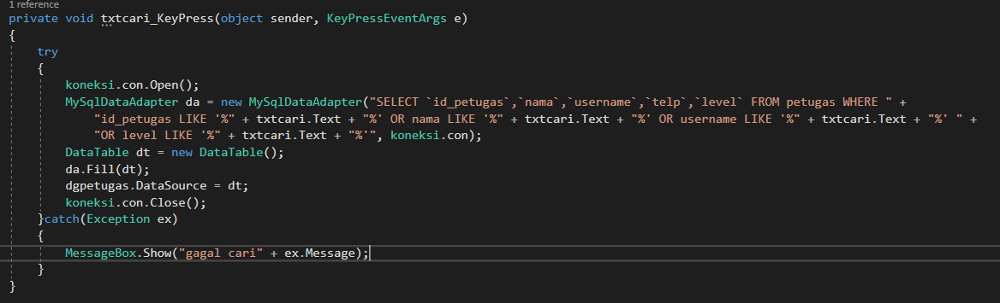 1 reference
private void txtcari_KeyPress(object sender, KeyPressEventArgs e)
{
    try
    {
        koneksi.con.Open();
        MySqlDataAdapter da = new MySqlDataAdapter("SELECT `id_petugas`,`nama`,`username`,`telp`,`level` FROM petugas WHERE " +
            "id_petugas LIKE '%" + txtcari.Text + "%' OR nama LIKE '%" + txtcari.Text + "%' OR username LIKE '%" + txtcari.Text + "%' " +
            "OR level LIKE '%" + txtcari.Text + "%'", koneksi.con);
        DataTable dt = new DataTable();
        da.Fill(dt);
        dgpetugas.DataSource = dt;
        koneksi.con.Close();
    }catch(Exception ex)
    {
        MessageBox.Show("gagal cari" + ex.Message);
    }
}